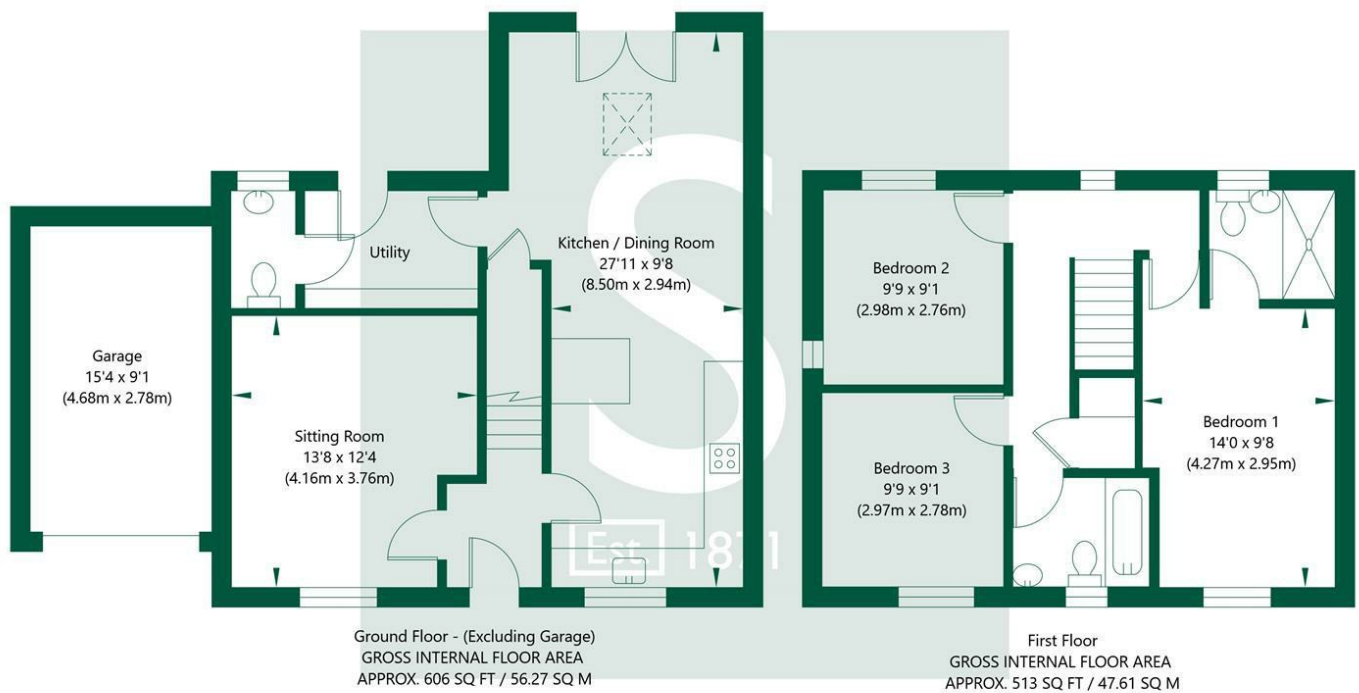 Garage
15'4 x 9'1
(4.68m x 2.78m)
Utility
Kitchen / Dining Room
27'11 x 9'8
(8.50m x 2.94m)
Sitting Room
13'8 x 12'4
(4.16m x 3.76m)
Bedroom 2
9'9 x 9'1
(2.98m x 2.76m)
Bedroom 3
9'9 x 9'1
(2.97m x 2.78m)
Bedroom 1
14'0 x 9'8
(4.27m x 2.95m)
S
Est. 1871
Ground Floor - (Excluding Garage)
GROSS INTERNAL FLOOR AREA
APPROX. 606 SQ FT / 56.27 SQ M
First Floor
GROSS INTERNAL FLOOR AREA
APPROX. 513 SQ FT / 47.61 SQ M